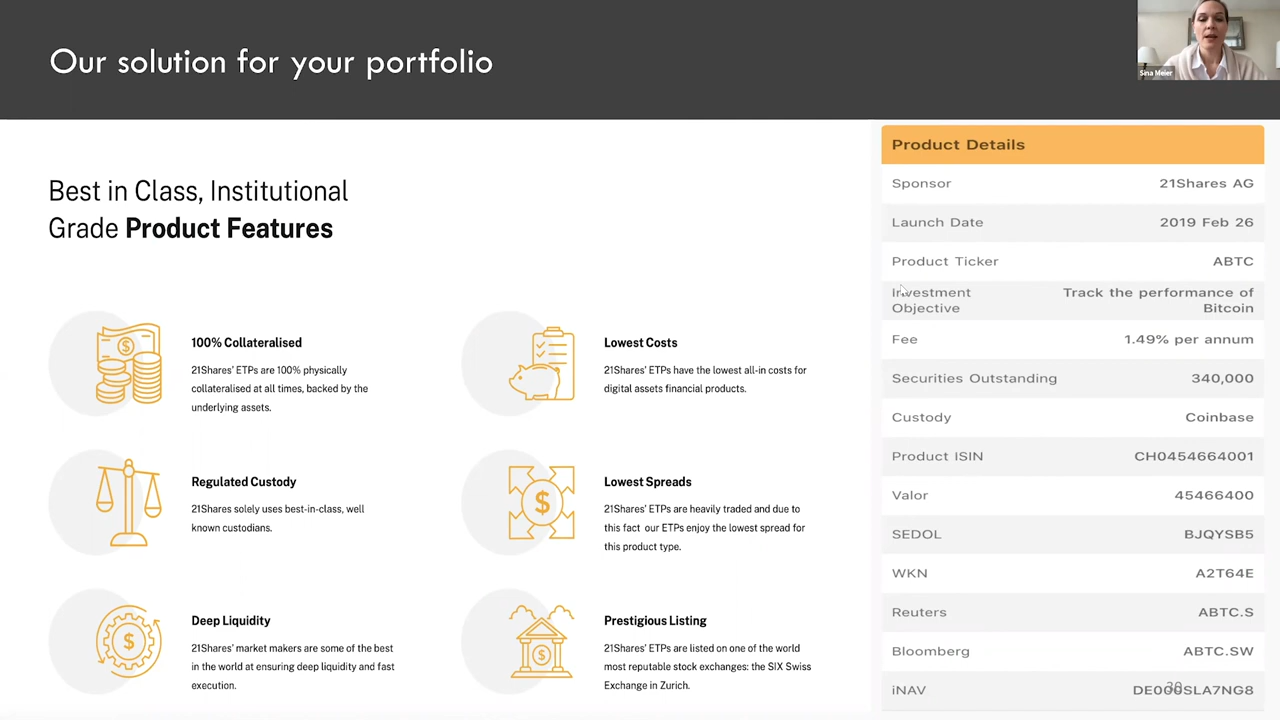 Our solution for your portfolio
Sina Meier
Best in Class, Institutional
Grade Product Features
100% Collateralised
21Shares' ETPs are 100% physically
collateralised at all times, backed by the
underlying assets.
Lowest Costs
21Shares' ETPs have the lowest all-in costs for
digital assets financial products.
Regulated Custody
21Shares solely uses best-in-class, well
known custodians.
Lowest Spreads
21Shares' ETPs are heavily traded and due to
this fact our ETPs enjoy the lowest spread for
this product type.
Deep Liquidity
21Shares' market makers are some of the best
in the world at ensuring deep liquidity and fast
execution.
Prestigious Listing
21Shares' ETPs are listed on one of the world
most reputable stock exchanges: the SIX Swiss
Exchange in Zurich.
Product Details
Sponsor 21Shares AG
Launch Date 2019 Feb 26
Product Ticker ABTC
Investment Track the performance of
Objective Bitcoin
Fee 1.49% per annum
Securities Outstanding 340,000
Custody Coinbase
Product ISIN CH0454664001
Valor 45466400
SEDOL BJQYSB5
WKN A2T64E
Reuters ABTC.S
Bloomberg ABTC.SW
iNAV